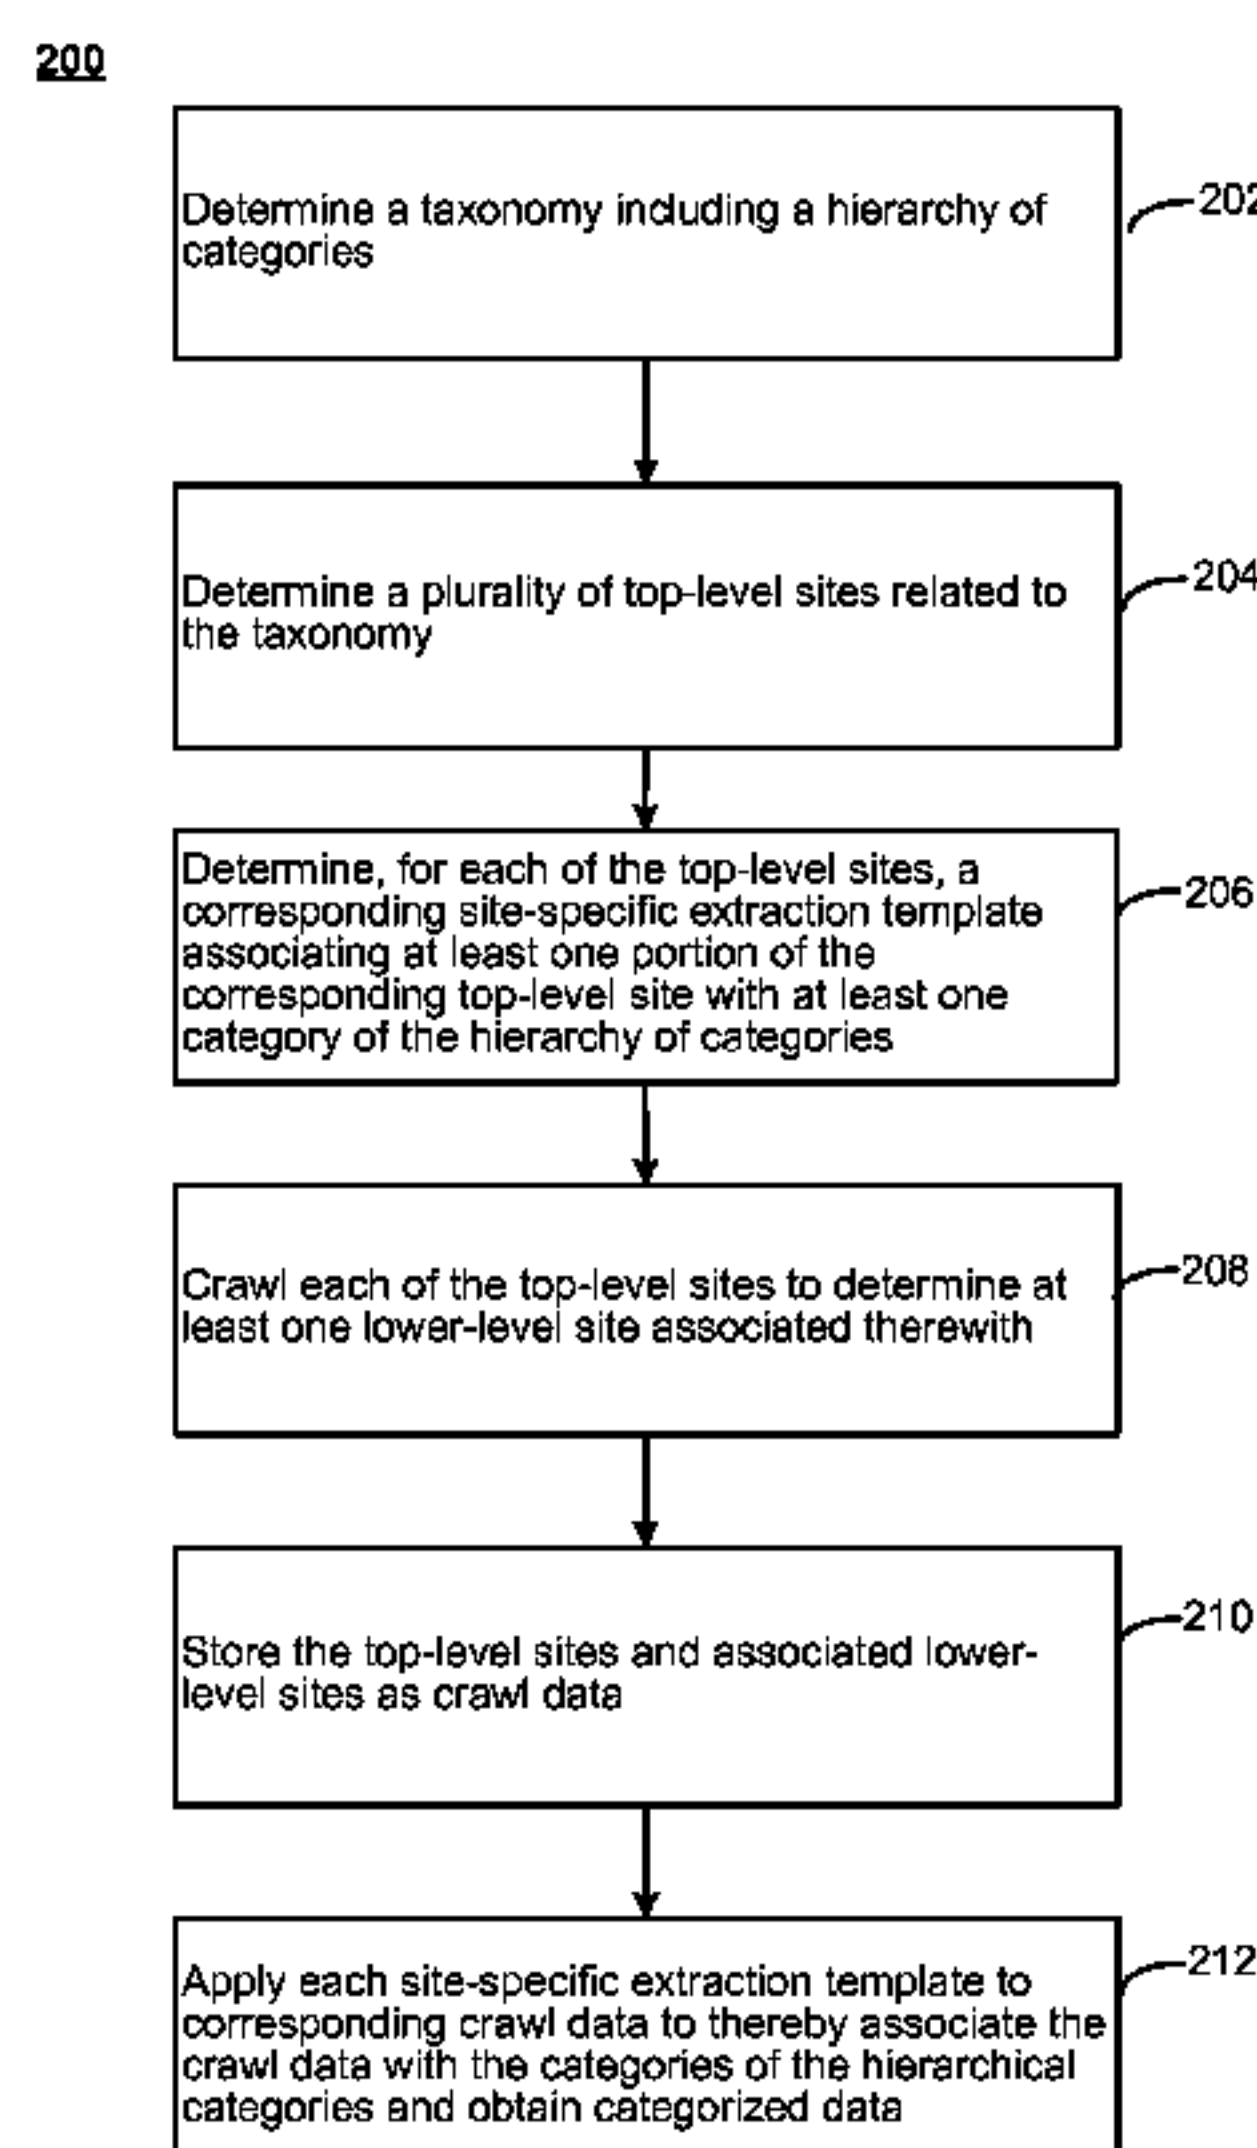 200
Determine a taxonomy including a hierarchy of
categories
202
Determine a plurality of top-level sites related to
the taxonomy
204
Determine, for each of the top-level sites, a
corresponding site-specific extraction template
associating at least one portion of the
corresponding top-level site with at least one
category of the hierarchy of categories
206
Crawl each of the top-level sites to determine at
least one lower-level site associated therewith
208
Store the top-level sites and associated lower-
level sites as crawl data
210
Apply each site-specific extraction template to
corresponding crawl data to thereby associate the
crawl data with the categories of the hierarchical
categories and obtain categorized data
212